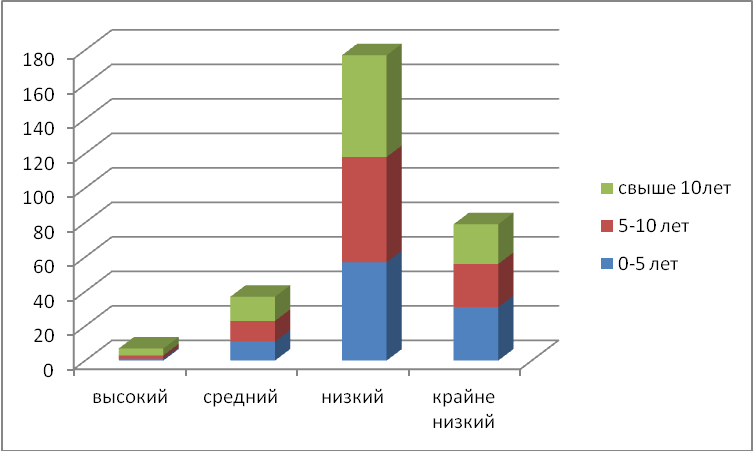 180
160
140
120
100
80
60
40
20
0
высокий
средний
низкий
крайне
низкий
свыше 10лет
5-10 лет
0-5 лет